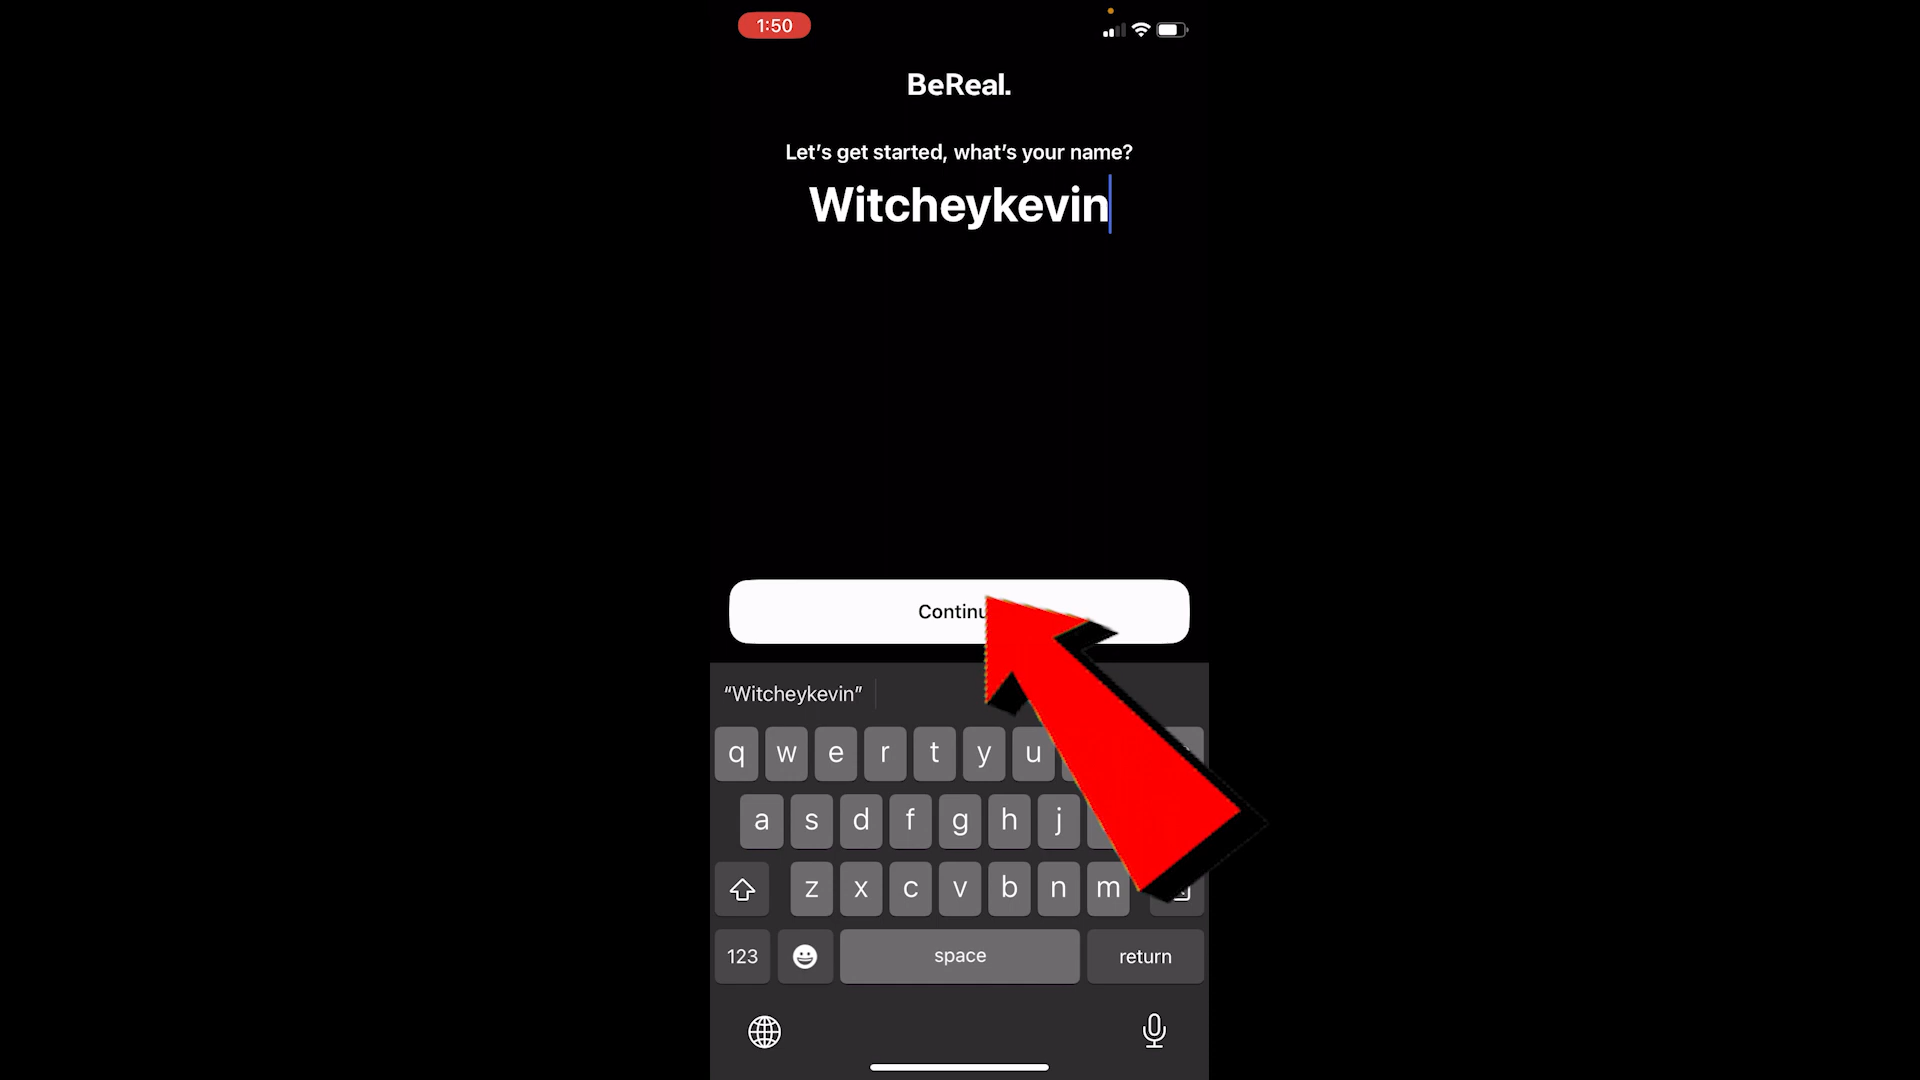 1:50
BeReal.
Let’s get started, what’s your name?
Witcheykevin
Continu
“Witcheykevin”
q w e r t y u
a s d f g h j
z x c v b n m
123 space return